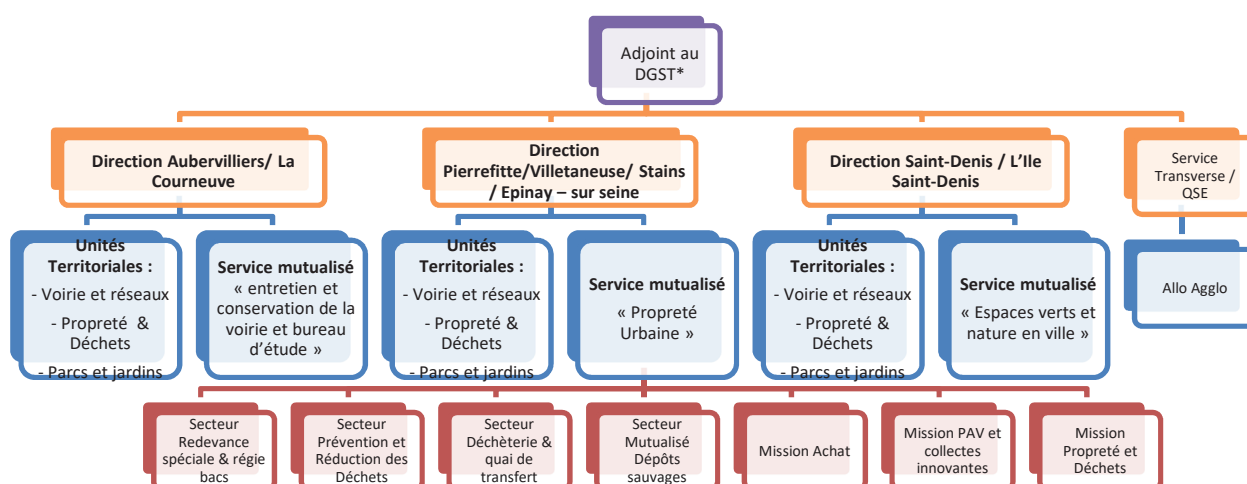 Adjoint au
DGST*
Direction Aubervilliers/ La
Courneuve
Direction
Pierrefitte/Villetaneuse/ Stains
/ Epinay – sur seine
Direction Saint-Denis / L'Ile
Saint-Denis
Service
Transverse /
QSE
Unités
Territoriales :
- Voirie et réseaux
- Propreté &
Déchets
- Parcs et jardins
Service mutualisé
« entretien et
conservation de la
voirie et bureau
d'étude »
Unités
Territoriales :
- Voirie et réseaux
- Propreté &
Déchets
- Parcs et jardins
Service mutualisé
« Propreté
Urbaine »
Unités
Territoriales :
- Voirie et réseaux
- Propreté &
Déchets
- Parcs et jardins
Service mutualisé
« Espaces verts et
nature en ville »
Allo Agglo
Secteur
Redevance
spéciale & régie
bacs
Secteur
Prévention et
Réduction des
Déchets
Secteur
Déchèterie &
quai de
transfert
Secteur
Mutualisé
Dépôts
sauvages
Mission Achat
Mission PAV et
collectes
innovantes
Mission
Propreté et
Déchets